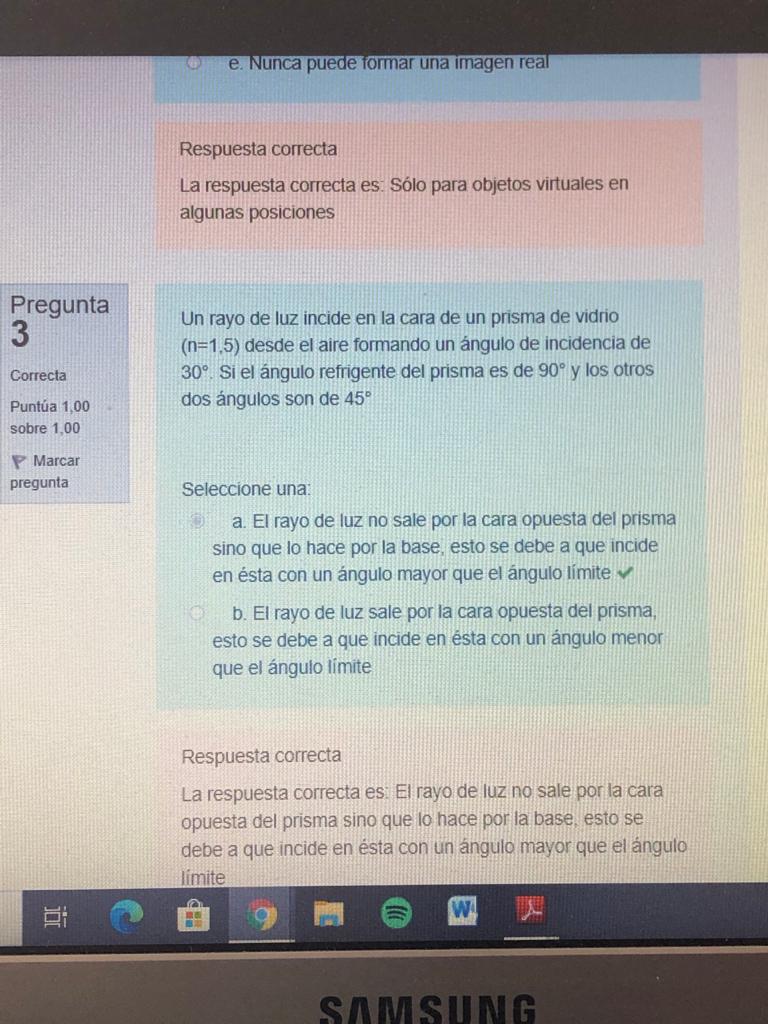 e. Nunca puede formar una imagen real
Respuesta correcta
La respuesta correcta es: Sólo para objetos virtuales en
algunas posiciones
Pregunta
3
Correcta
Puntúa 1,00
sobre 1,00
Marcar
pregunta
Un rayo de luz incide en la cara de un prisma de vidrio
(n=1,5) desde el aire formando un ángulo de incidencia de
30°. Si el ángulo refrigente del prisma es de 90° y los otros
dos ángulos son de 45°
Seleccione una:
a. El rayo de luz no sale por la cara opuesta del prisma
sino que lo hace por la base, esto se debe a que incide
en ésta con un ángulo mayor que el ángulo límite
b. El rayo de luz sale por la cara opuesta del prisma,
esto se debe a que incide en ésta con un ángulo menor
que el ángulo límite
Respuesta correcta
La respuesta correcta es: El rayo de luz no sale por la cara
opuesta del prisma sino que lo hace por la base, esto se
debe a que incide en ésta con un ángulo mayor que el ángulo
límite
W
SAMSUNG